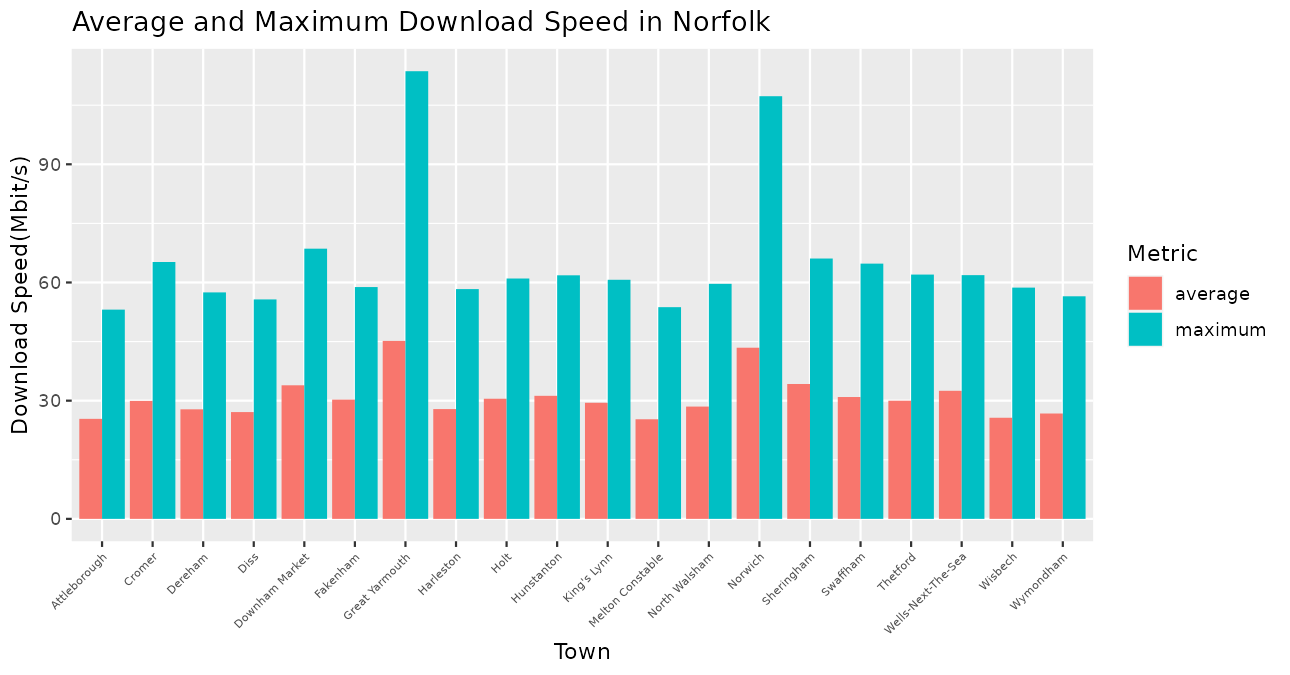 Average and Maximum Download Speed in Norfolk
Download Speed(Mbit/s)
90
60
30
0
Attleborough
Cromer
Dereham
Diss
Downham Market
Fakenham
Great Yarmouth
Harleston
Holt
Hunstanton
King's Lynn
Melton Constable
North Walsham
Norwich
Sheringham
Swaffham
Thetford
Wells-Next-The-Sea
Wisbech
Wymondham
Town
Metric
average
maximum